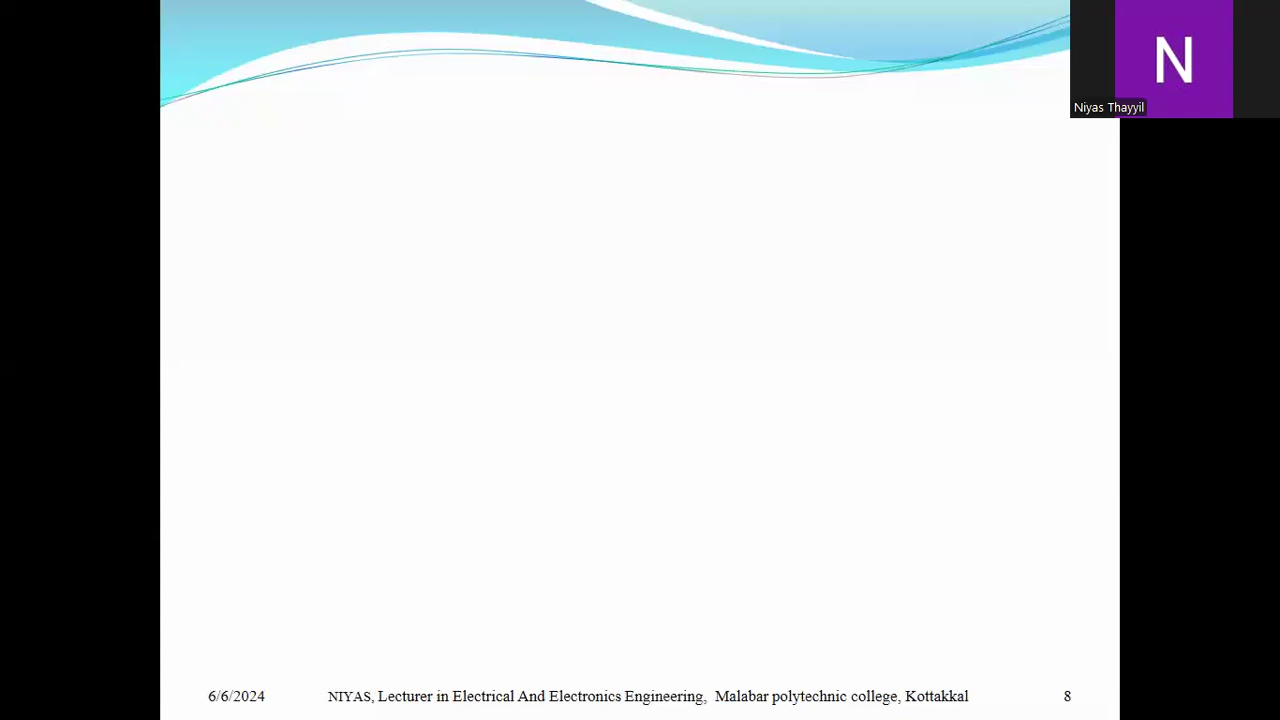 N
Niyas Thayyil
6/6/2024 NIYAS, Lecturer in Electrical And Electronics Engineering, Malabar polytechnic college, Kottakkal 8